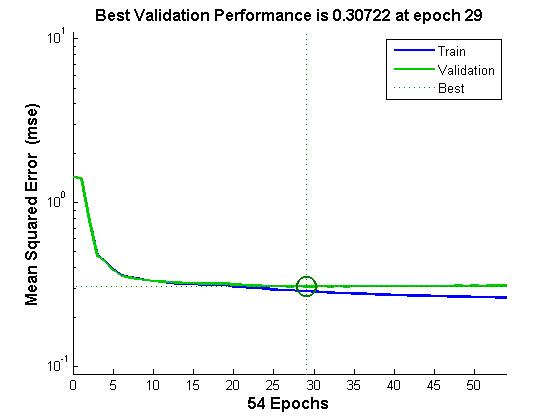 Best Validation Performance is 0.30722 at epoch 29
10^1
Train
Validation
Best
Mean Squared Error (mse)
10^0
10^-1
0 5 10 15 20 25 30 35 40 45 50
54 Epochs